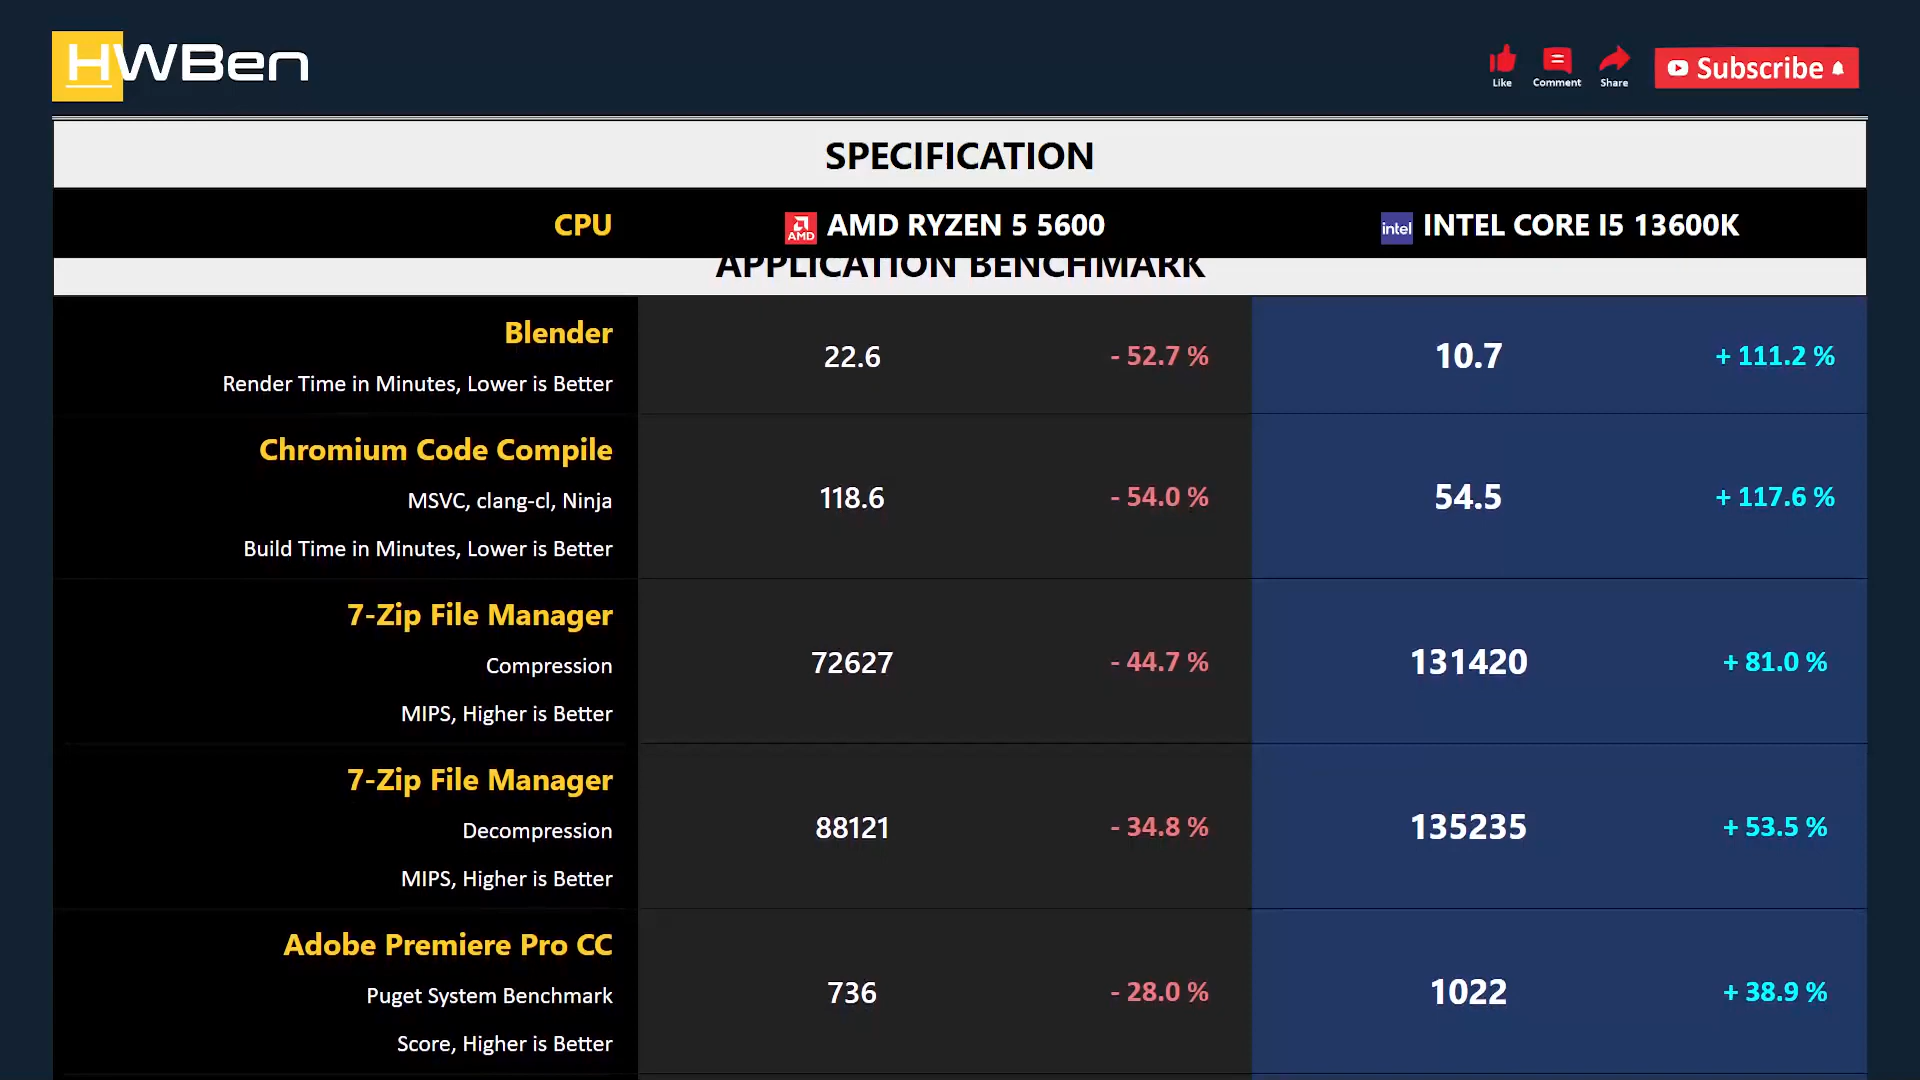 HWBen
Like
Comment
Share
Subscribe
SPECIFICATION
CPU
AMD
AMD RYZEN 5 5600
intel
INTEL CORE I5 13600K
APPLICATION BENCHMARK
Blender
Render Time in Minutes, Lower is Better
22.6
- 52.7 %
10.7
+ 111.2 %
Chromium Code Compile
MSVC, clang-cl, Ninja
Build Time in Minutes, Lower is Better
118.6
- 54.0 %
54.5
+ 117.6 %
7-Zip File Manager
Compression
MIPS, Higher is Better
72627
- 44.7 %
131420
+ 81.0 %
7-Zip File Manager
Decompression
MIPS, Higher is Better
88121
- 34.8 %
135235
+ 53.5 %
Adobe Premiere Pro CC
Puget System Benchmark
Score, Higher is Better
736
- 28.0 %
1022
+ 38.9 %